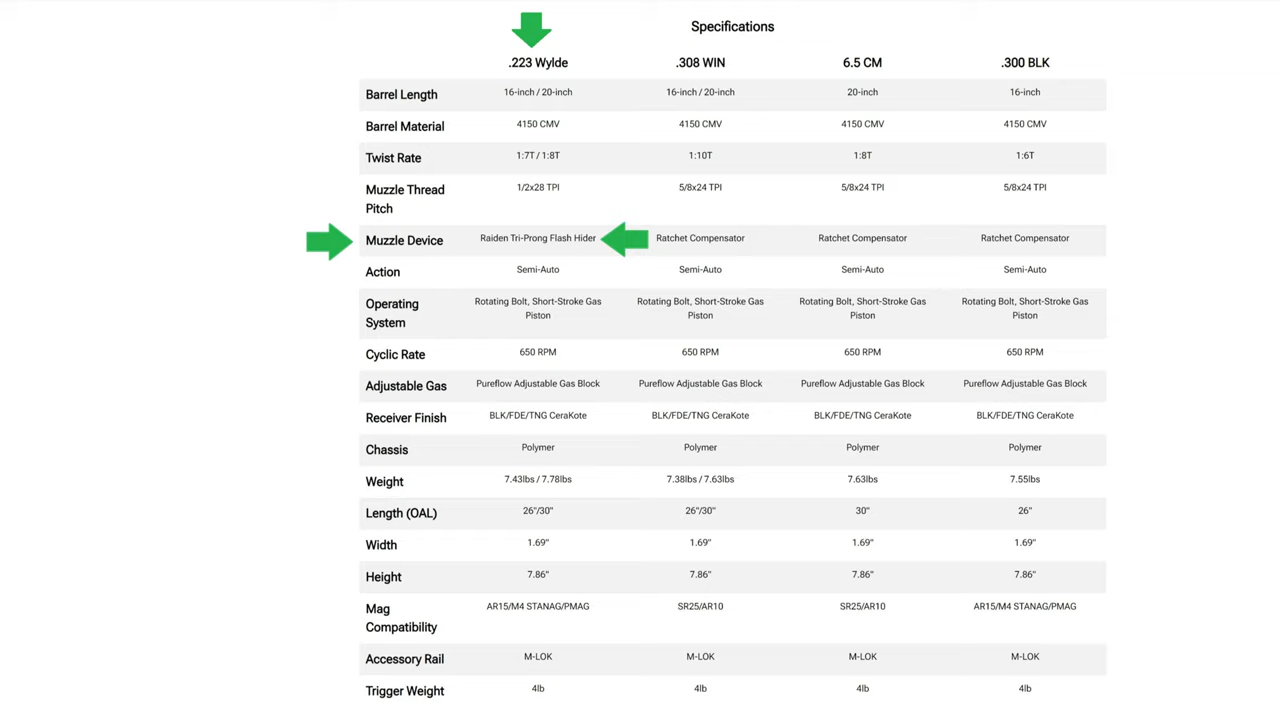 Specifications
.223 Wylde .308 WIN 6.5 CM .300 BLK
Barrel Length 16-inch / 20-inch 16-inch / 20-inch 20-inch 16-inch
Barrel Material 4150 CMV 4150 CMV 4150 CMV 4150 CMV
Twist Rate 1:7T / 1:8T 1:10T 1:8T 1:6T
Muzzle Thread 1/2x28 TPI 5/8x24 TPI 5/8x24 TPI 5/8x24 TPI
Pitch
Muzzle Device Raiden Tri-Prong Flash Hider Ratchet Compensator Ratchet Compensator Ratchet Compensator
Action Semi-Auto Semi-Auto Semi-Auto Semi-Auto
Operating Rotating Bolt, Short-Stroke Gas Rotating Bolt, Short-Stroke Gas Rotating Bolt, Short-Stroke Gas Rotating Bolt, Short-Stroke Gas
System Piston Piston Piston Piston
Cyclic Rate 650 RPM 650 RPM 650 RPM 650 RPM
Adjustable Gas Pureflow Adjustable Gas Block Pureflow Adjustable Gas Block Pureflow Adjustable Gas Block Pureflow Adjustable Gas Block
Receiver Finish BLK/FDE/TNG CeraKote BLK/FDE/TNG CeraKote BLK/FDE/TNG CeraKote BLK/FDE/TNG CeraKote
Chassis Polymer Polymer Polymer Polymer
Weight 7.43lbs / 7.78lbs 7.38lbs / 7.63lbs 7.63lbs 7.55lbs
Length (OAL) 26"/30" 26"/30" 30" 26"
Width 1.69" 1.69" 1.69" 1.69"
Height 7.86" 7.86" 7.86" 7.86"
Mag AR15/M4 STANAG/PMAG SR25/AR10 SR25/AR10 AR15/M4 STANAG/PMAG
Compatibility
Accessory Rail M-LOK M-LOK M-LOK M-LOK
Trigger Weight 4lb 4lb 4lb 4lb